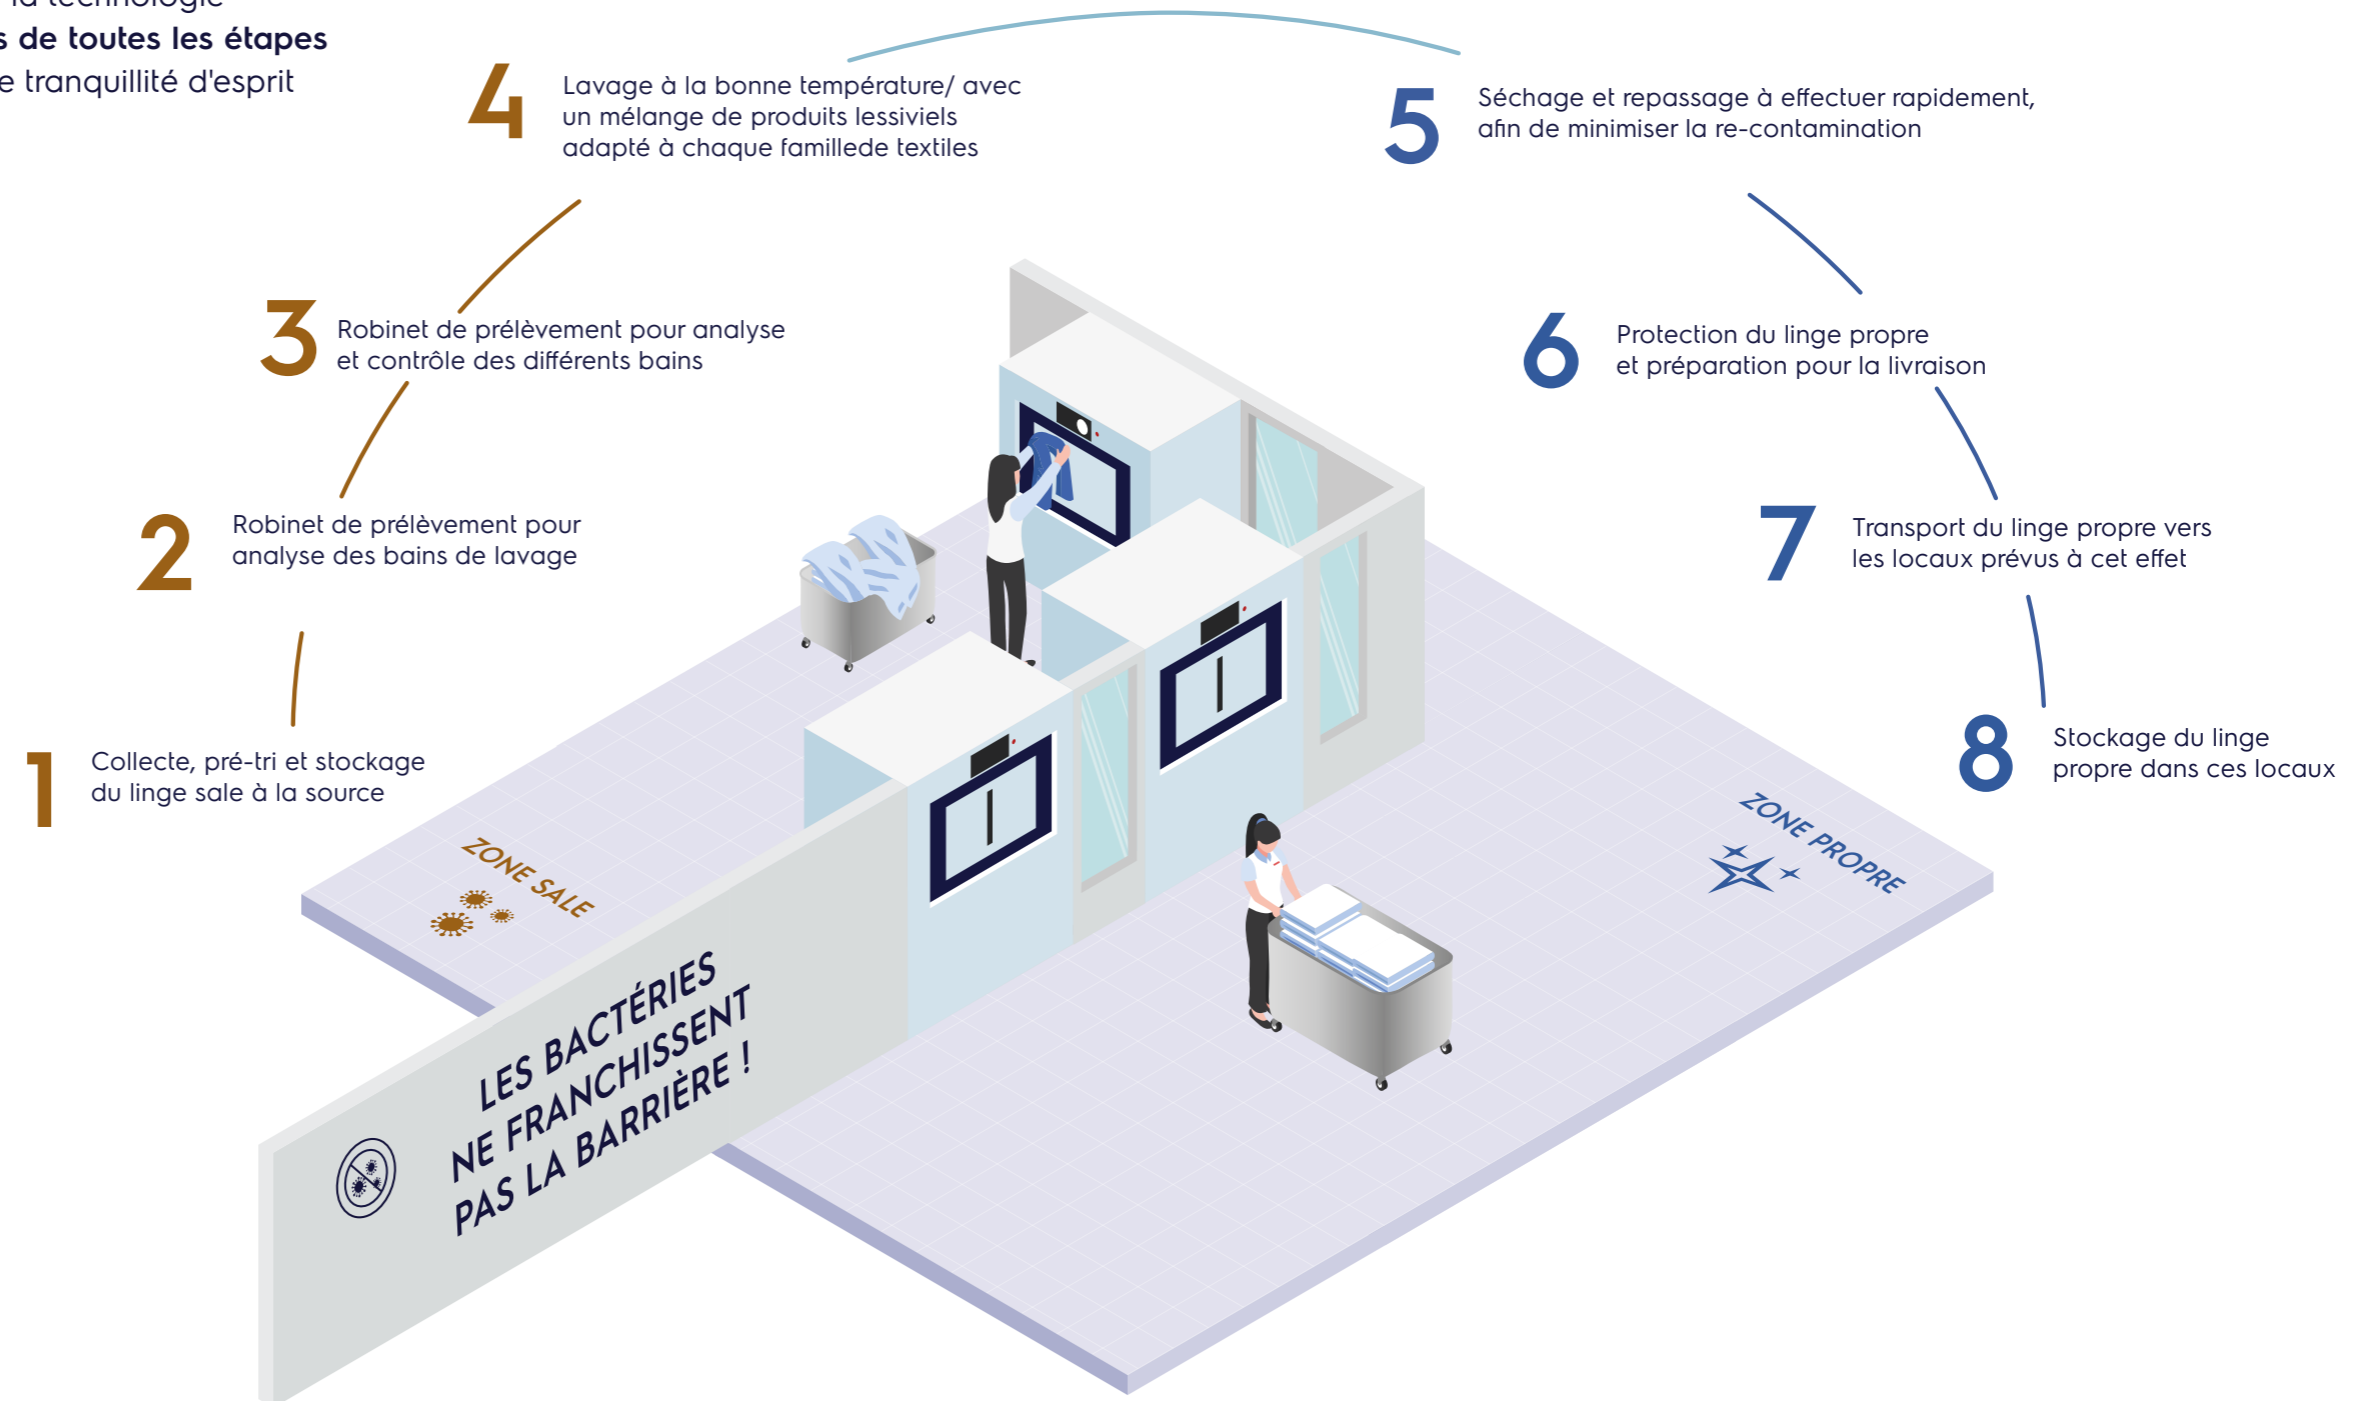 la technologie
de toutes les étapes
tranquillité d'esprit
4
Lavage à la bonne température/ avec
un mélange de produits lessiviels
adapté à chaque famillede textiles
5
Séchage et repassage à effectuer rapidement,
afin de minimiser la re-contamination
3
Robinet de prélèvement pour analyse
et contrôle des différents bains
6
Protection du linge propre
et préparation pour la livraison
2
Robinet de prélèvement pour
analyse des bains de lavage
7
Transport du linge propre vers
les locaux prévus à cet effet
1
Collecte, pré-tri et stockage
du linge sale à la source
8
Stockage du linge
propre dans ces locaux
ZONE SALE
ZONE PROPRE
LES BACTÉRIES
NE FRANCHISSENT
PAS LA BARRIÈRE !